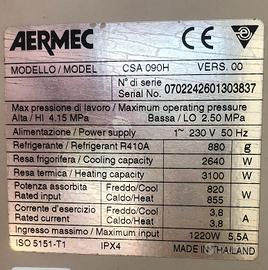 AERMEC CE
MODELLO / MODEL CSA 090H VERS. 00
N° di serie
Serial No. 0702242601303837
Max pressione di lavoro / Maximum operating pressure
Alta / HI 4.15 MPa Bassa / LO 2.50 MPa
Alimentazione / Power supply 1~ 230 V 50 Hz
Refrigerante / Refrigerant R410A 880 g
Resa frigorifera / Cooling capacity 2640 W
Resa termica / Heating capacity 3100 W
Potenza assorbita Freddo/Cool 820 W
Rated input Caldo/Heat 855 W
Corrente d'esercizio Freddo/Cool 3.8 A
Rated current Caldo/Heat 3.8 A
Ingresso massimo / Maximum input 1220W 5,5A
ISO 5151-T1 IPX4 MADE IN THAILAND